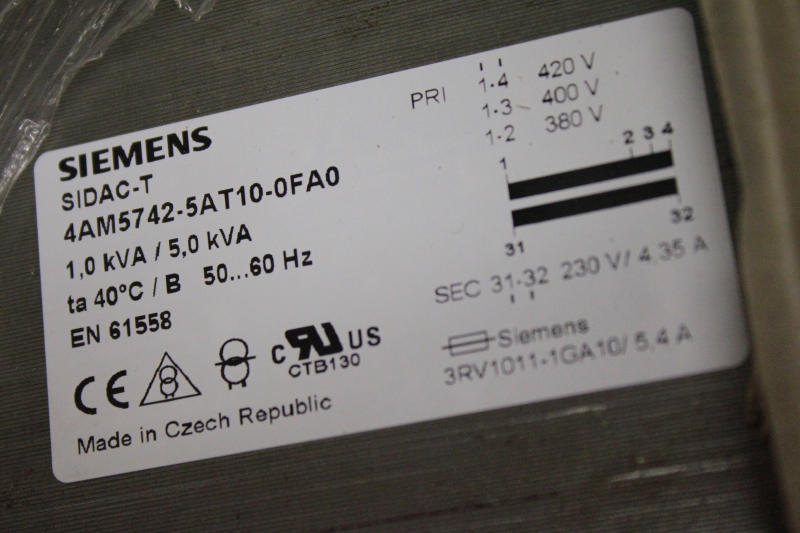 SIEMENS
SIDAC-T
4AM5742-5AT10-0FA0
1,0 kVA / 5,0 kVA
ta 40°C / B 50...60 Hz
EN 61558
CE
c RU US
CTB130
Made in Czech Republic
PRI 1-4 420 V
1-3 400 V
1-2 380 V
1 2 3 4
31 32
SEC 31-32 230 V/ 4,35 A
Siemens
3RV1011-1GA10/ 5,4 A